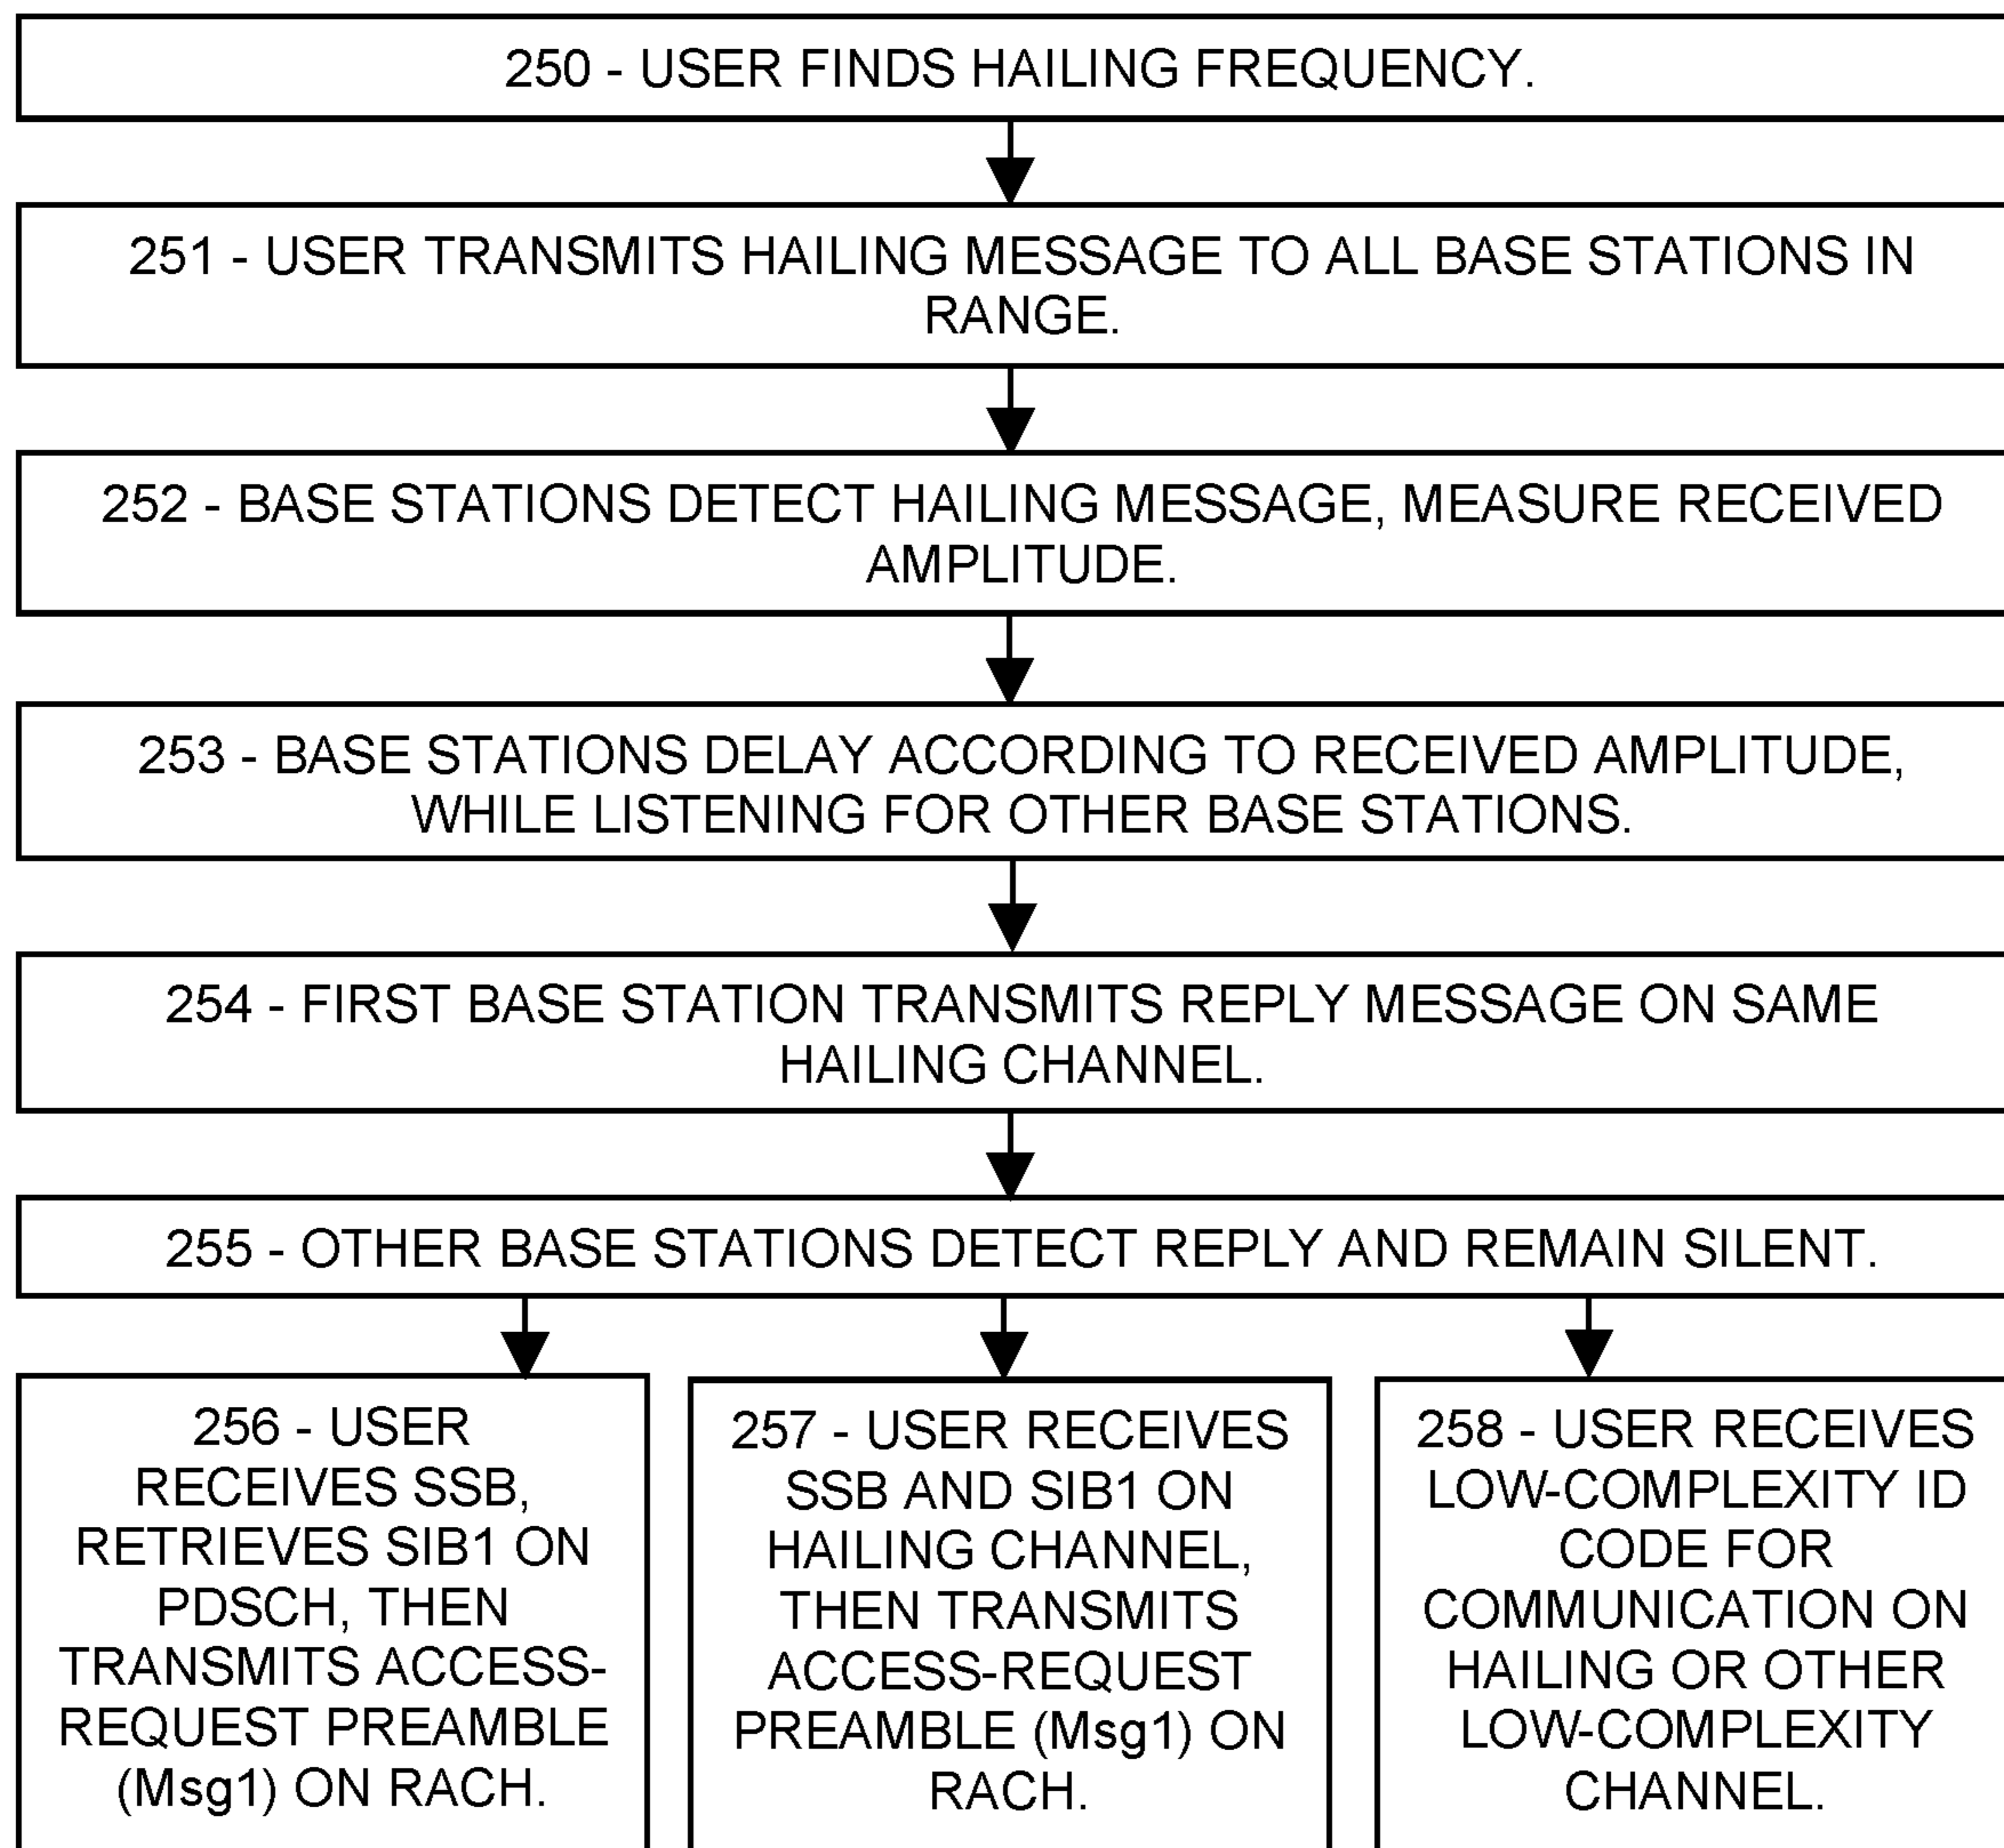 250 - USER FINDS HAILING FREQUENCY.
251 - USER TRANSMITS HAILING MESSAGE TO ALL BASE STATIONS IN
RANGE.
252 - BASE STATIONS DETECT HAILING MESSAGE, MEASURE RECEIVED
AMPLITUDE.
253 - BASE STATIONS DELAY ACCORDING TO RECEIVED AMPLITUDE,
WHILE LISTENING FOR OTHER BASE STATIONS.
254 - FIRST BASE STATION TRANSMITS REPLY MESSAGE ON SAME
HAILING CHANNEL.
255 - OTHER BASE STATIONS DETECT REPLY AND REMAIN SILENT.
256 - USER
RECEIVES SSB,
RETRIEVES SIB1 ON
PDSCH, THEN
TRANSMITS ACCESS-
REQUEST PREAMBLE
(Msg1) ON RACH.
257 - USER RECEIVES
SSB AND SIB1 ON
HAILING CHANNEL,
THEN TRANSMITS
ACCESS-REQUEST
PREAMBLE (Msg1) ON
RACH.
258 - USER RECEIVES
LOW-COMPLEXITY ID
CODE FOR
COMMUNICATION ON
HAILING OR OTHER
LOW-COMPLEXITY
CHANNEL.